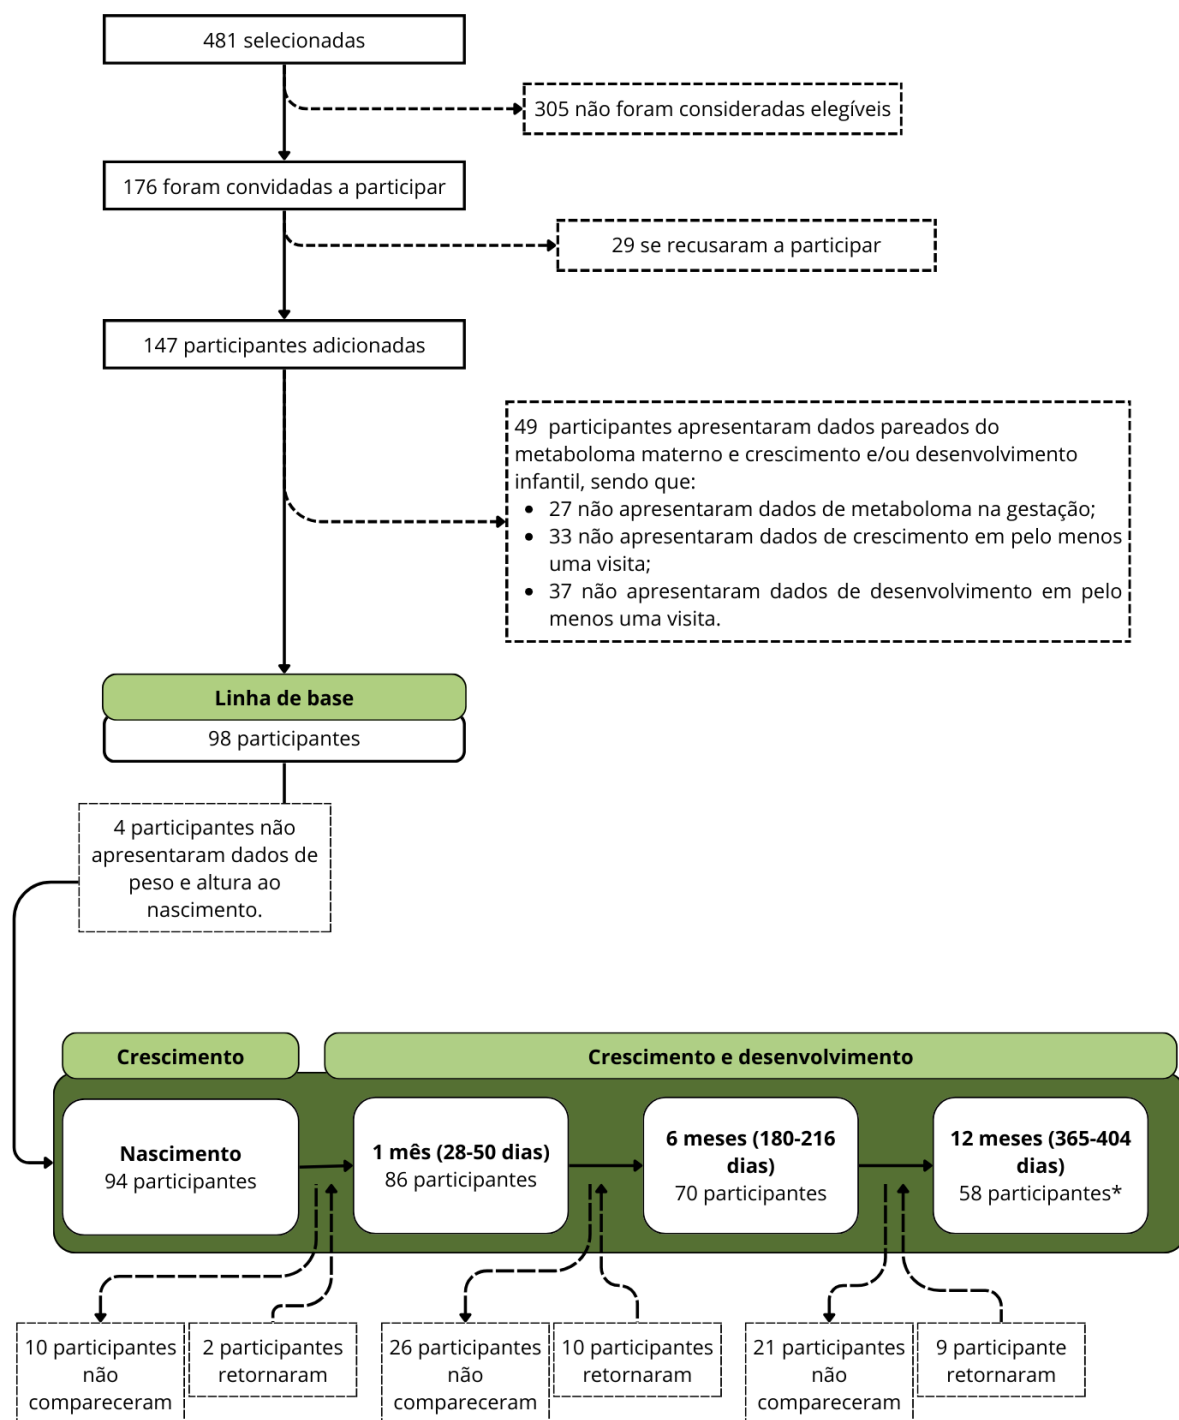 481 selecionadas
305 não foram consideradas elegíveis
176 foram convidadas a participar
29 se recusaram a participar
147 participantes adicionadas
49 participantes apresentaram dados pareados do
metaboloma materno e crescimento e/ou desenvolvimento
infantil, sendo que:
• 27 não apresentaram dados de metaboloma na gestação;
• 33 não apresentaram dados de crescimento em pelo menos
uma visita;
• 37 não apresentaram dados de desenvolvimento em pelo
menos uma visita.
Linha de base
98 participantes
4 participantes não
apresentaram dados de
peso e altura ao
nascimento.
Crescimento
Crescimento e desenvolvimento
Nascimento
94 participantes
1 mês (28-50 dias)
86 participantes
6 meses (180-216
dias)
70 participantes
12 meses (365-404
dias)
58 participantes*
10 participantes
não
compareceram
2 participantes
retornaram
26 participantes
não
compareceram
10 participantes
retornaram
21 participantes
não
compareceram
9 participante
retornaram